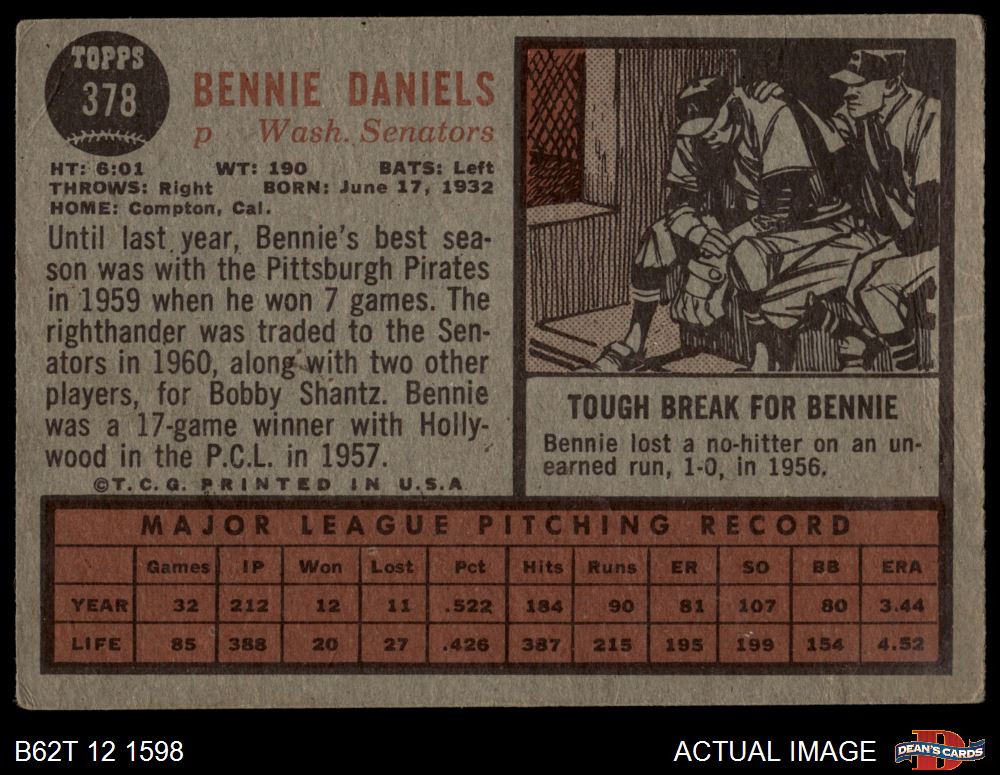 TOPPS
378
BENNIE DANIELS
p Wash. Senators
HT: 6:01 WT: 190 BATS: Left
THROWS: Right BORN: June 17, 1932
HOME: Compton, Cal.
Until last year, Bennie's best sea-
son was with the Pittsburgh Pirates
in 1959 when he won 7 games. The
righthander was traded to the Sen-
ators in 1960, along with two other
players, for Bobby Shantz. Bennie
was a 17-game winner with Holly-
wood in the P.C.L. in 1957.
©T.C.G. PRINTED IN U.S.A
TOUGH BREAK FOR BENNIE
Bennie lost a no-hitter on an un-
earned run, 1-0, in 1956.
MAJOR LEAGUE PITCHING RECORD
Games IP Won Lost Pct Hits Runs ER SO BB ERA
YEAR 32 212 12 11 .522 184 90 81 107 80 3.44
LIFE 85 388 20 27 .426 387 215 195 199 154 4.52
B62T 12 1598
ACTUAL IMAGE
DEAN'S CARDS